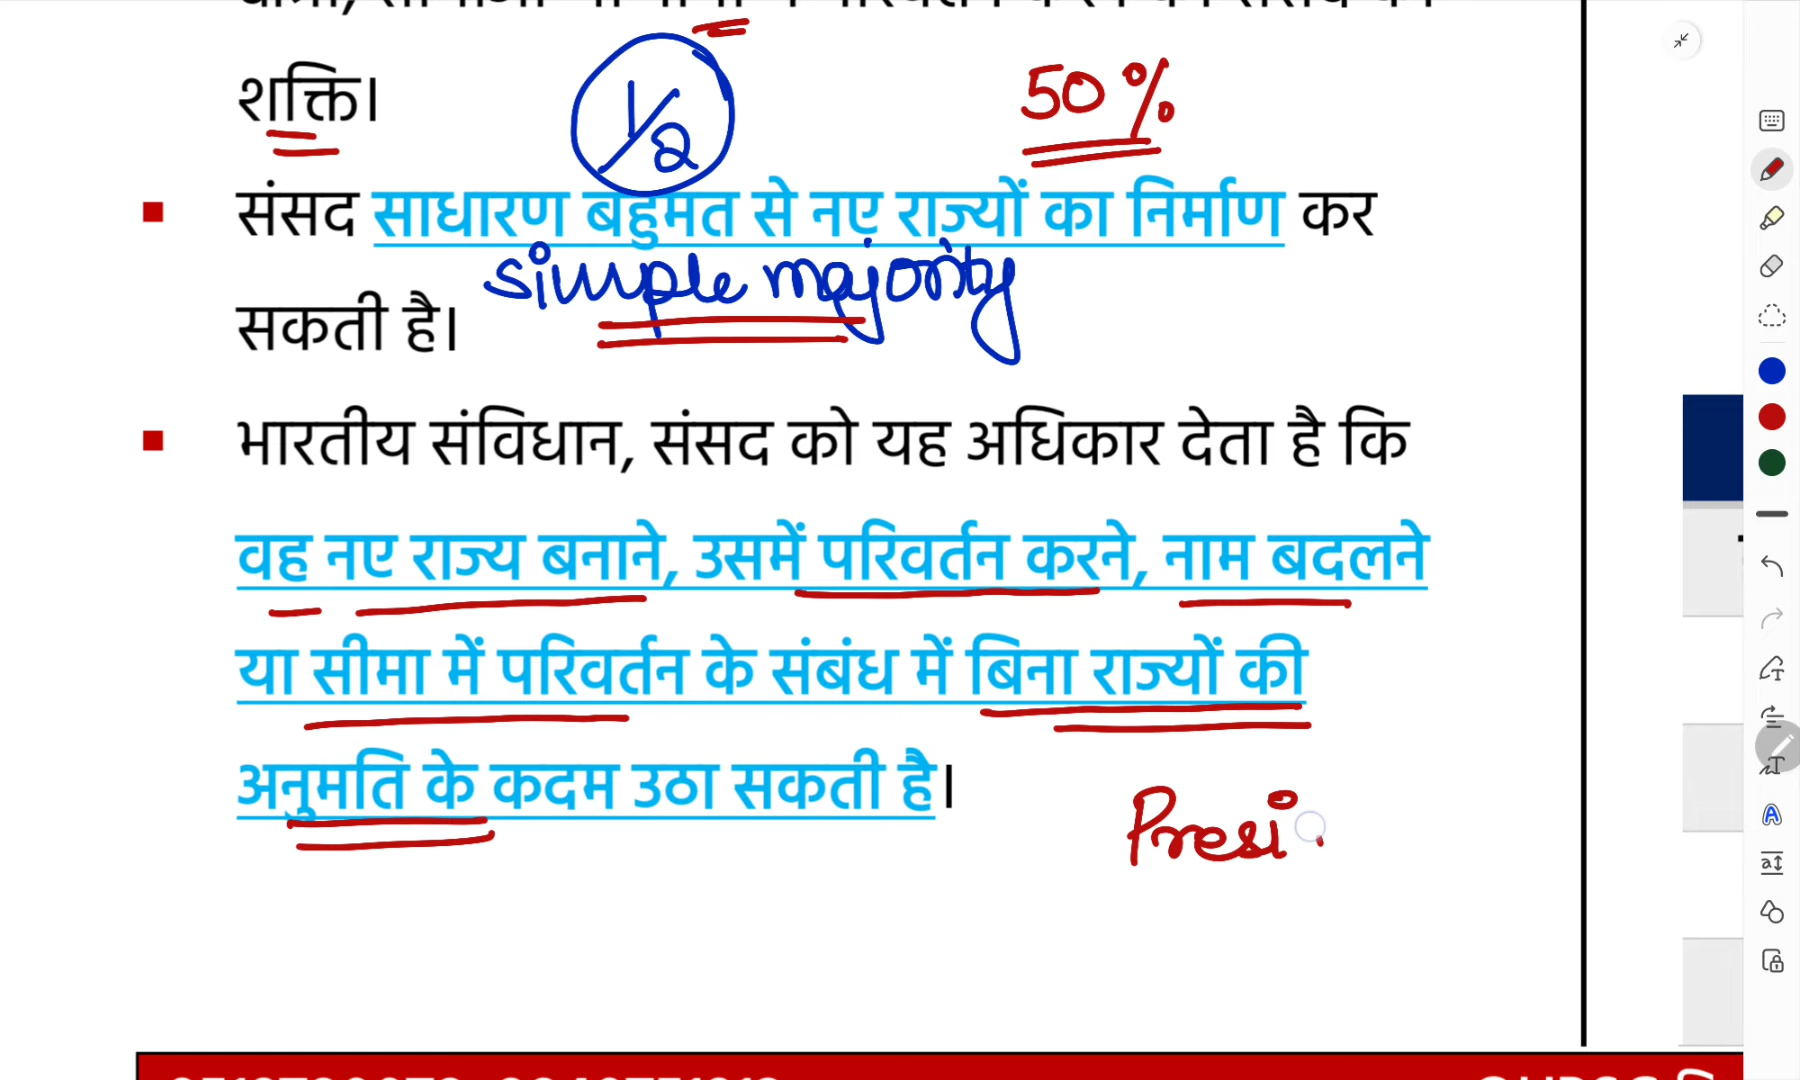 शक्ति।
1/2
50%
संसद साधारण बहुमत से नए राज्यों का निर्माण कर
simple majority
सकती है।
भारतीय संविधान, संसद को यह अधिकार देता है कि
वह नए राज्य बनाने, उसमें परिवर्तन करने, नाम बदलने
या सीमा में परिवर्तन के संबंध में बिना राज्यों की
अनुमति के कदम उठा सकती है।
Presi